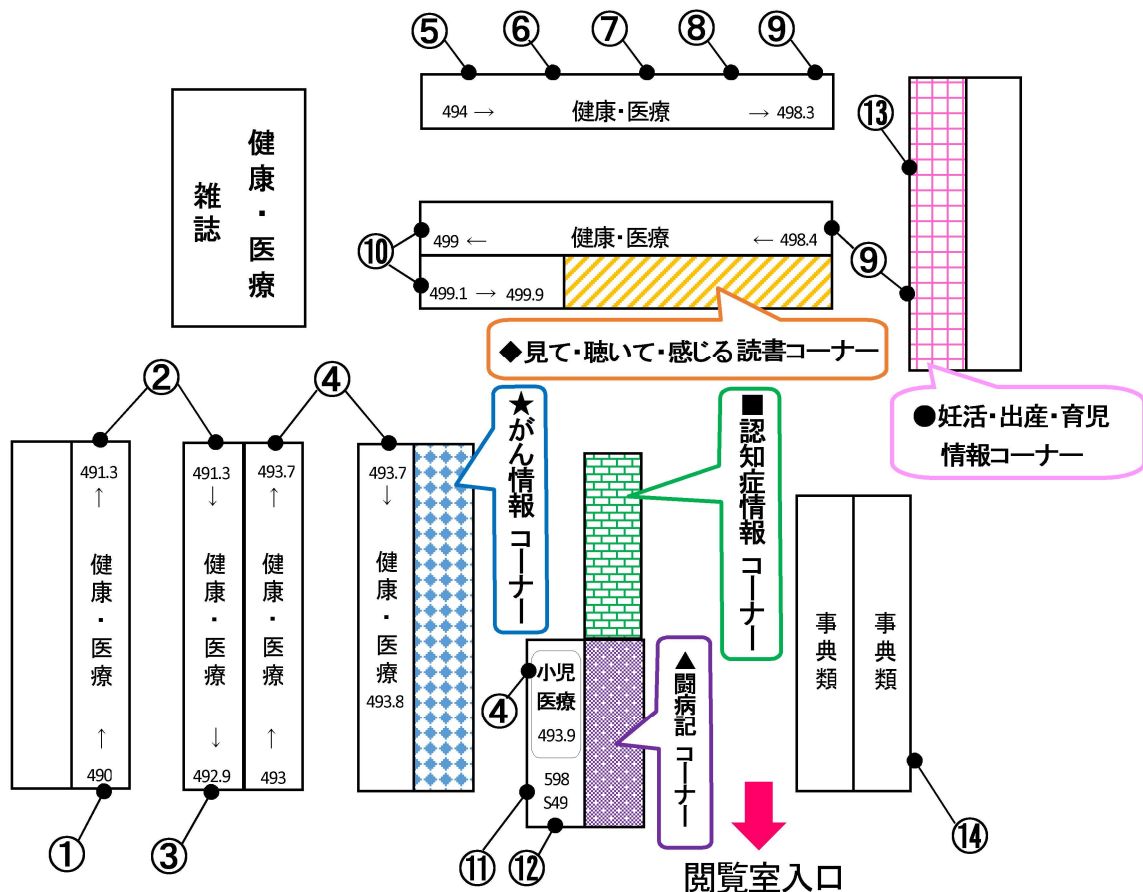 ⑤
⑥
⑦
⑧
⑨
494 → 健康・医療 → 498.3
健康・医療
雑誌
⑬
⑩
499 ← 健康・医療 ← 498.4
⑨
499.1 → 499.9
◆見て・聴いて・感じる読書コーナー
●妊活・出産・育児
情報コーナー
②
④
★がん情報 コーナー
■認知症情報 コーナー
491.3
↑
健康・医療
↑
490
491.3
↓
健康・医療
↓
492.9
493.7
↑
健康・医療
↑
493
493.7
↓
健康・医療
493.8
④
小児
医療
493.9
598
S49
▲闘病記 コーナー
事典類
事典類
①
③
⑪
⑫
⑭
閲覧室入口